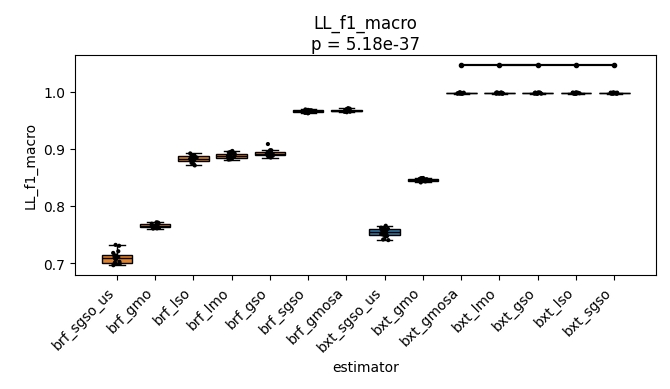 LL_f1_macro
p = 5.18e-37
LL_f1_macro
1.0
0.9
0.8
0.7
brf_sgso_us
brf_gmo
brf_lso
brf_lmo
brf_gso
brf_sgso
brf_gmosa
bxt_sgso_us
bxt_gmo
bxt_gmosa
bxt_lmo
bxt_gso
bxt_lso
bxt_sgso
estimator